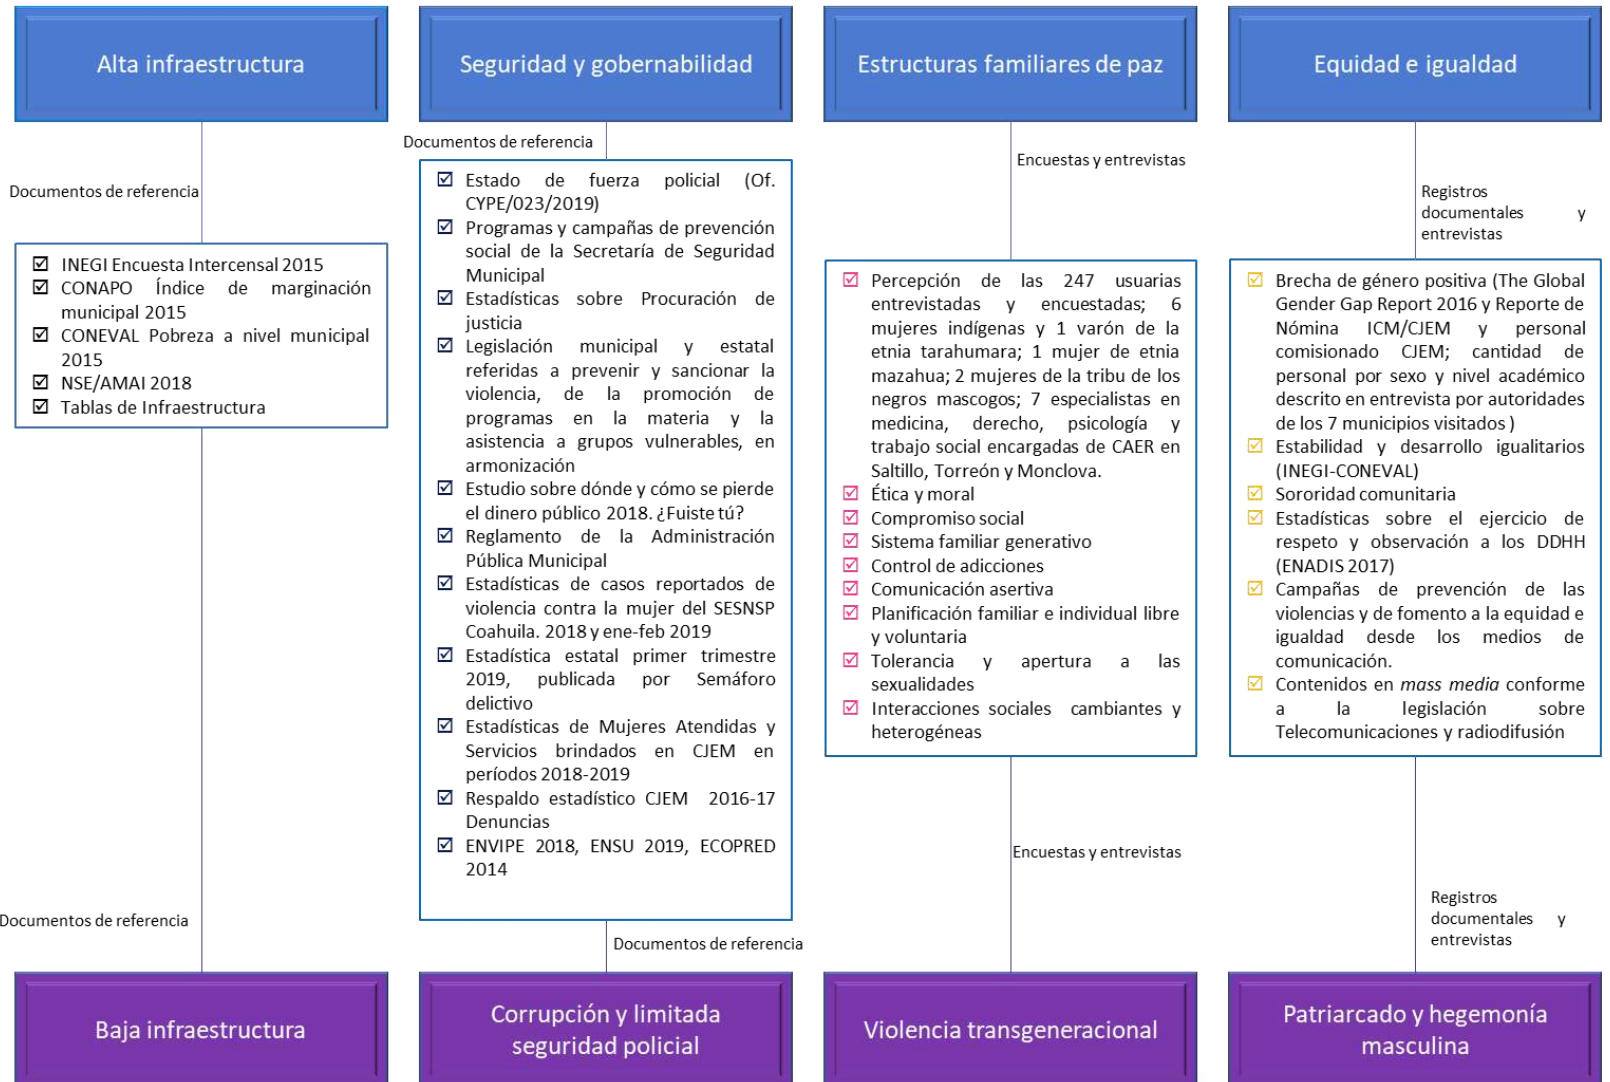 Alta infraestructura
Documentos de referencia
INEGI Encuesta Intercensal 2015
CONAPO Índice de marginación
municipal 2015
CONEVAL Pobreza a nivel municipal
2015
NSE/AMAI 2018
Tablas de Infraestructura
Documentos de referencia
Baja infraestructura
Seguridad y gobernabilidad
Documentos de referencia
Estado de fuerza policial (Of.
CYPE/023/2019)
Programas y campañas de prevención
social de la Secretaría de Seguridad
Municipal
Estadísticas sobre Procuración de
justicia
Legislación municipal y estatal
referidas a prevenir y sancionar la
violencia, de la promoción de
programas en la materia y la
asistencia a grupos vulnerables, en
armonización
Estudio sobre dónde y cómo se pierde
el dinero público 2018. ¿Fuiste tú?
Reglamento de la Administración
Pública Municipal
Estadísticas de casos reportados de
violencia contra la mujer del SESNSP
Coahuila. 2018 y ene-feb 2019
Estadística estatal primer trimestre
2019, publicada por Semáforo
delictivo
Estadísticas de Mujeres Atendidas y
Servicios brindados en CJEM en
períodos 2018-2019
Respaldo estadístico CJEM 2016-17
Denuncias
ENVIPE 2018, ENSU 2019, ECOPRED
2014
Documentos de referencia
Corrupción y limitada
seguridad policial
Estructuras familiares de paz
Encuestas y entrevistas
Percepción de las 247 usuarias
entrevistadas y encuestadas; 6
mujeres indígenas y 1 varón de la
etnia tarahumara; 1 mujer de etnia
mazahua; 2 mujeres de la tribu de los
negros mascogos; 7 especialistas en
medicina, derecho, psicología y
trabajo social encargadas de CAER en
Saltillo, Torreón y Monclova.
Ética y moral
Compromiso social
Sistema familiar generativo
Control de adicciones
Comunicación asertiva
Planificación familiar e individual libre
y voluntaria
Tolerancia y apertura a las
sexualidades
Interacciones sociales cambiantes y
heterogéneas
Encuestas y entrevistas
Violencia transgeneracional
Equidad e igualdad
Registros
documentales y
entrevistas
Brecha de género positiva (The Global
Gender Gap Report 2016 y Reporte de
Nómina ICM/CJEM y personal
comisionado CJEM; cantidad de
personal por sexo y nivel académico
descrito en entrevista por autoridades
de los 7 municipios visitados )
Estabilidad y desarrollo igualitarios
(INEGI-CONEVAL)
Sororidad comunitaria
Estadísticas sobre el ejercicio de
respeto y observación a los DDHH
(ENADIS 2017)
Campañas de prevención de las
violencias y de fomento a la equidad e
igualdad desde los medios de
comunicación.
Contenidos en mass media conforme
a la legislación sobre
Telecomunicaciones y radiodifusión
Registros
documentales y
entrevistas
Patriarcado y hegemonía
masculina